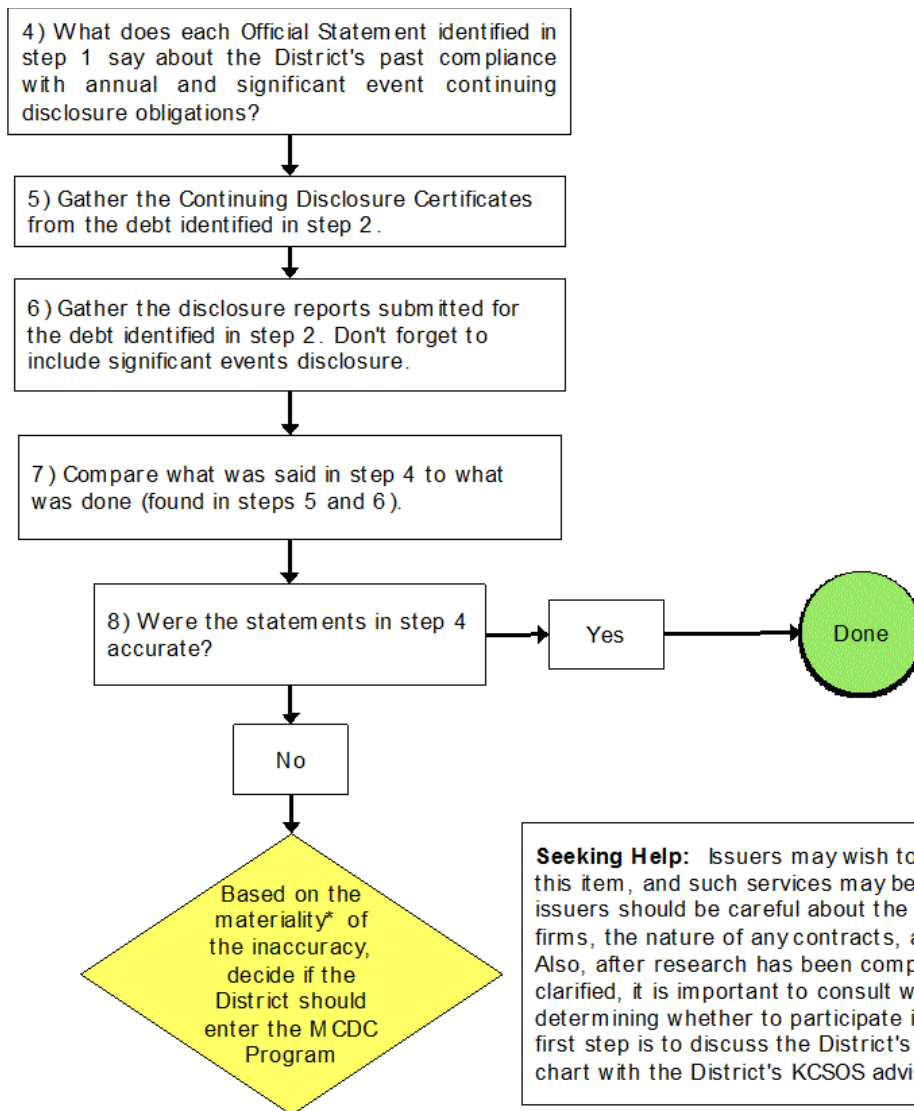 4) What does each Official Statement identified in
step 1 say about the District's past compliance
with annual and significant event continuing
disclosure obligations?
5) Gather the Continuing Disclosure Certificates
from the debt identified in step 2.
6) Gather the disclosure reports submitted for
the debt identified in step 2. Don't forget to
include significant events disclosure.
7) Compare what was said in step 4 to what
was done (found in steps 5 and 6).
8) Were the statements in step 4
accurate?
Yes
Done
No
Based on the
materiality* of
the inaccuracy,
decide if the
District should
enter the MCDC
Program
Seeking Help: Issuers may wish to
this item, and such services may be
issuers should be careful about the
firms, the nature of any contracts, a
Also, after research has been comp
clarified, it is important to consult w
determining whether to participate i
first step is to discuss the District's
chart with the District's KCSOS advis